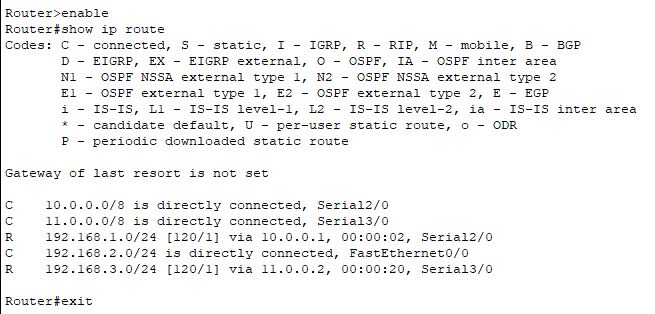 Router>enable
Router#show ip route
Codes: C - connected, S - static, I - IGRP, R - RIP, M - mobile, B - BGP
D - EIGRP, EX - EIGRP external, O - OSPF, IA - OSPF inter area
N1 - OSPF NSSA external type 1, N2 - OSPF NSSA external type 2
E1 - OSPF external type 1, E2 - OSPF external type 2, E - EGP
i - IS-IS, L1 - IS-IS level-1, L2 - IS-IS level-2, ia - IS-IS inter area
* - candidate default, U - per-user static route, o - ODR
P - periodic downloaded static route
Gateway of last resort is not set
C 10.0.0.0/8 is directly connected, Serial2/0
C 11.0.0.0/8 is directly connected, Serial3/0
R 192.168.1.0/24 [120/1] via 10.0.0.1, 00:00:02, Serial2/0
C 192.168.2.0/24 is directly connected, FastEthernet0/0
R 192.168.3.0/24 [120/1] via 11.0.0.2, 00:00:20, Serial3/0
Router#exit